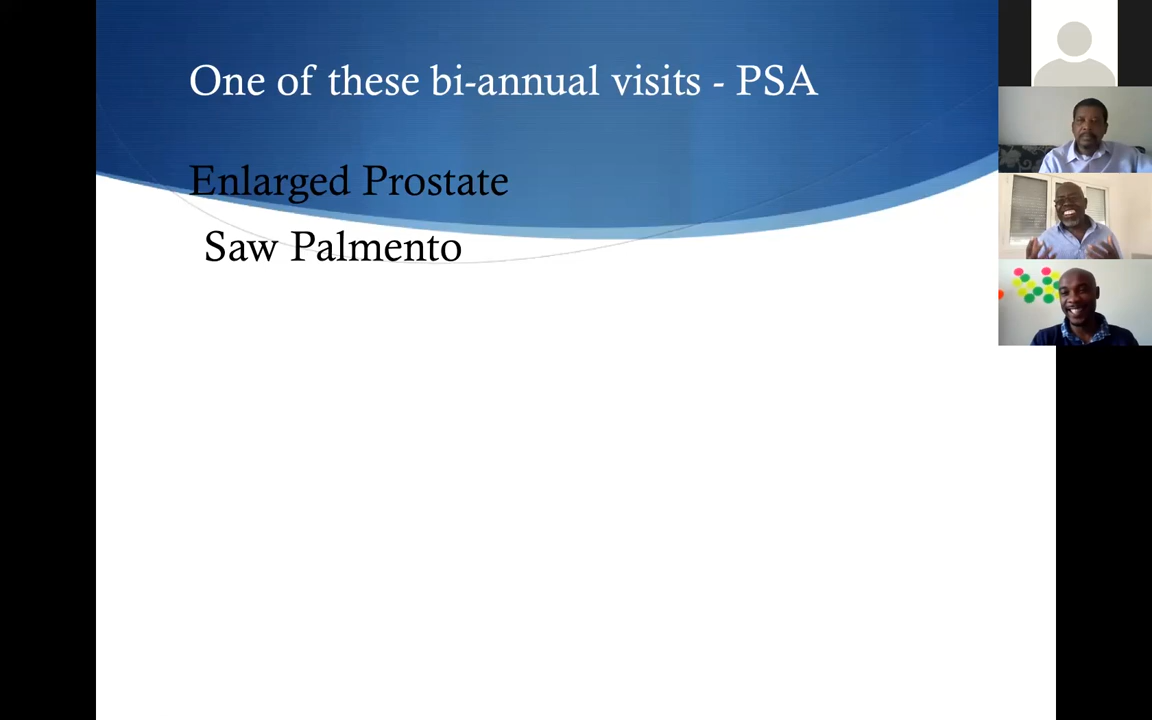 One of these bi-annual visits - PSA
Enlarged Prostate
Saw Palmento